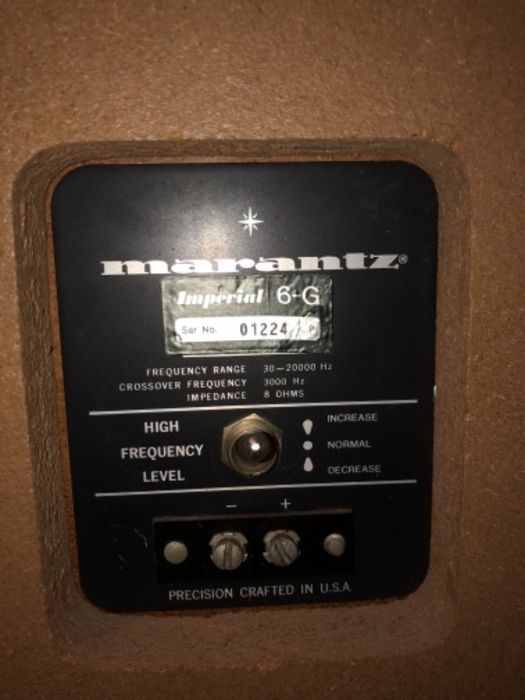 marantz®
Imperial 6-G
Ser No. 01224 P
FREQUENCY RANGE 30-20000 Hz
CROSSOVER FREQUENCY 3000 Hz
IMPEDANCE 8 OHMS
HIGH FREQUENCY LEVEL
INCREASE
NORMAL
DECREASE
- +
PRECISION CRAFTED IN U.S.A.